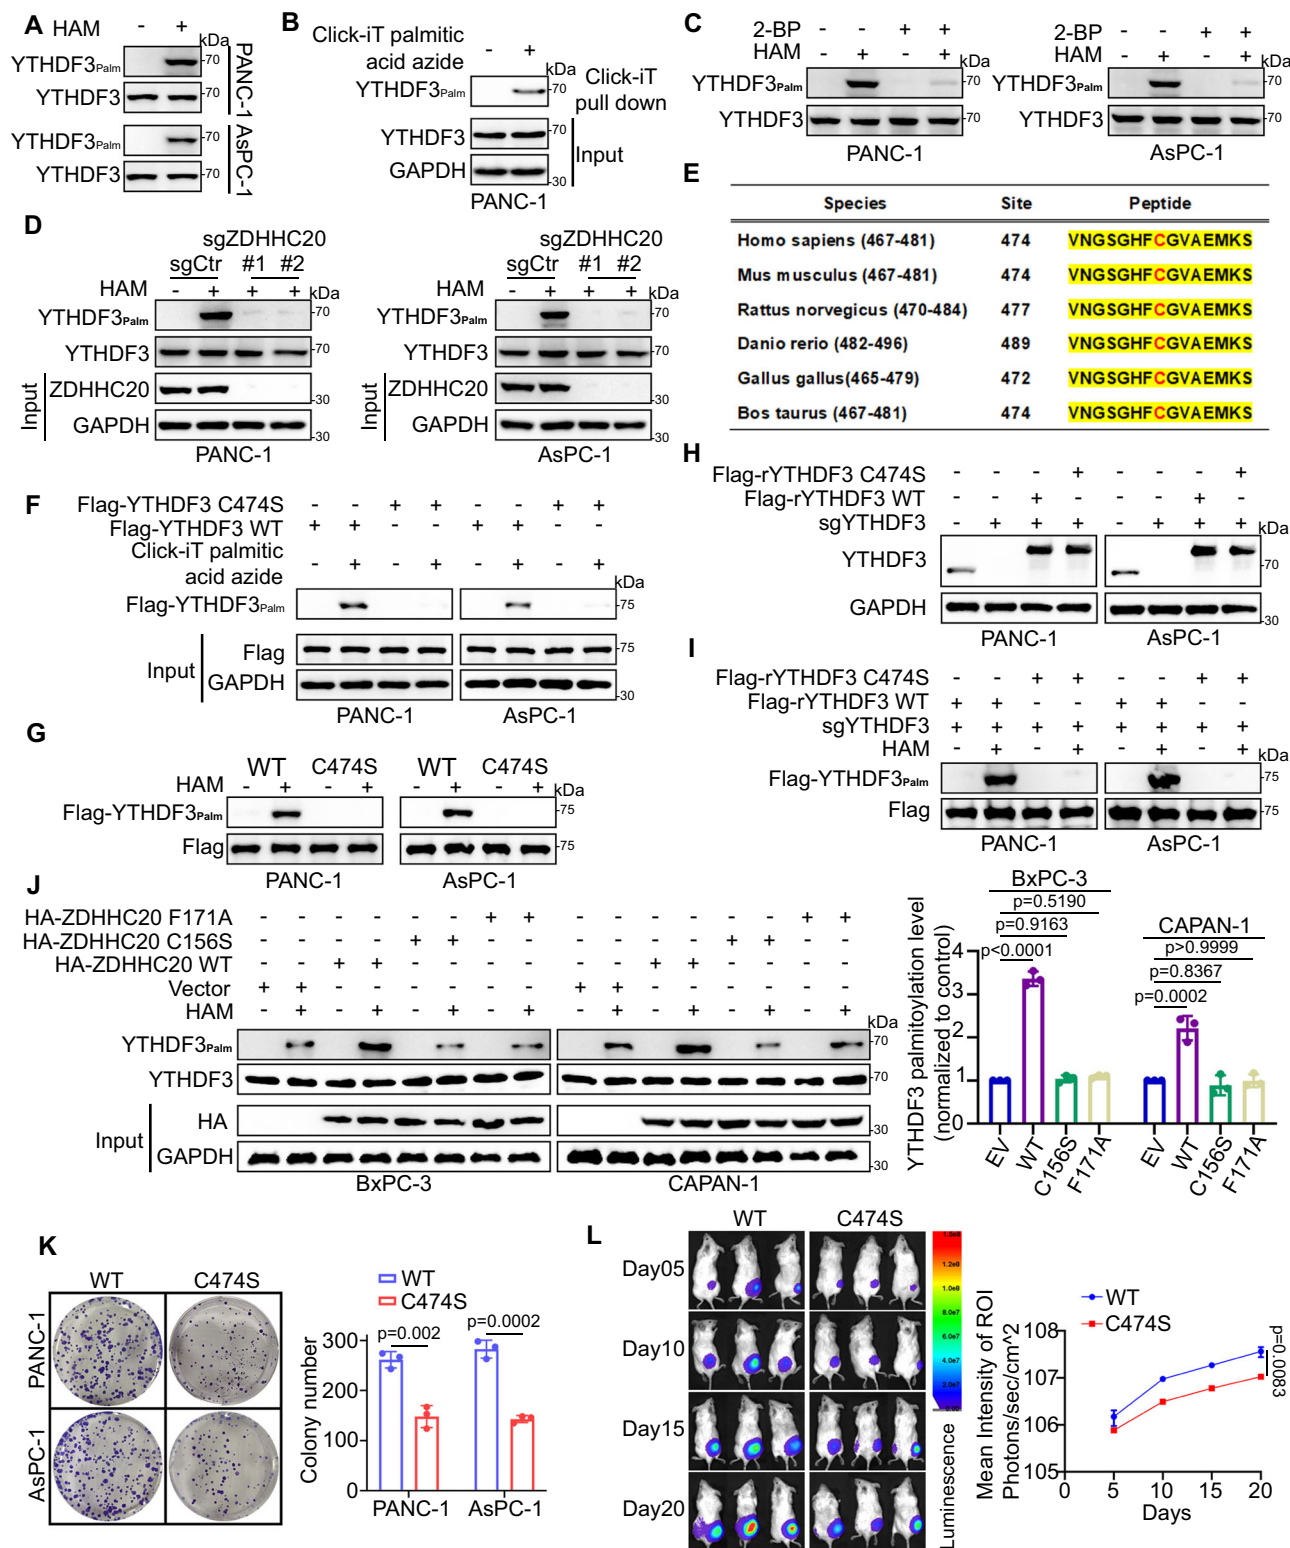 A
HAM - +
kDa
YTHDF3Palm -70
YTHDF3 -70
PANC-1
YTHDF3Palm -70
YTHDF3 -70
AsPC-1
B
Click-iT palmitic
acid azide - +
kDa
YTHDF3Palm -70
Click-iT
pull down
YTHDF3 -70
GAPDH -30
Input
PANC-1
C
2-BP - - + +
HAM - + - +
kDa
YTHDF3Palm -70
YTHDF3 -70
PANC-1
2-BP - - + +
HAM - + - +
kDa
YTHDF3Palm -70
YTHDF3 -70
AsPC-1
D
sgZDHHC20
sgCtr #1 #2
HAM - + + +
kDa
YTHDF3Palm -70
YTHDF3 -70
Input
ZDHHC20 -30
GAPDH -30
PANC-1
sgZDHHC20
sgCtr #1 #2
HAM - + + +
kDa
YTHDF3Palm -70
YTHDF3 -70
Input
ZDHHC20 -30
GAPDH -30
AsPC-1
E
Species Site Peptide
Homo sapiens (467-481) 474 VNGSGHFCGVAEMKS
Mus musculus (467-481) 474 VNGSGHFCGVAEMKS
Rattus norvegicus (470-484) 477 VNGSGHFCGVAEMKS
Danio rerio (482-496) 489 VNGSGHFCGVAEMKS
Gallus gallus(465-479) 472 VNGSGHFCGVAEMKS
Bos taurus (467-481) 474 VNGSGHFCGVAEMKS
F
Flag-YTHDF3 C474S - - + + - - + +
Flag-YTHDF3 WT + + - - + + - -
Click-iT palmitic
acid azide - + - + - + - +
kDa
Flag-YTHDF3Palm -75
Input
Flag -75
GAPDH -30
PANC-1 AsPC-1
G
WT C474S WT C474S
HAM - + - + - + - +
kDa
Flag-YTHDF3Palm -75
Flag -75
PANC-1 AsPC-1
H
Flag-rYTHDF3 C474S - - - + - - - +
Flag-rYTHDF3 WT - - + - - - + -
sgYTHDF3 - + + + - + + +
kDa
YTHDF3 -70
GAPDH -30
PANC-1 AsPC-1
I
Flag-rYTHDF3 C474S - - + + - - + +
Flag-rYTHDF3 WT + + - - + + - -
sgYTHDF3 + + + + + + + +
HAM - + - + - + - +
kDa
Flag-YTHDF3Palm -75
Flag -75
PANC-1 AsPC-1
J
HA-ZDHHC20 F171A - - - - - - + + - - - - - - + +
HA-ZDHHC20 C156S - - - - + + - - - - - - + + - -
HA-ZDHHC20 WT - - + + - - - - - - + + - - - -
Vector + + - - - - - - + + - - - - - -
HAM - + - + - + - + - + - + - + - +
kDa
YTHDF3Palm -70
YTHDF3 -70
Input
HA -30
GAPDH -30
BxPC-3 CAPAN-1
YTHDF3 palmitoylation level
(normalized to control)
BxPC-3
p=0.5190
p=0.9163
p<0.0001
CAPAN-1
p>0.9999
p=0.8367
p=0.0002
4
3
2
1
0
EV WT C156S F171A EV WT C156S F171A
K
WT C474S
PANC-1
AsPC-1
WT
C474S
p=0.002 p=0.0002
Colony number
300
200
100
0
PANC-1 AsPC-1
L
WT C474S
Day05
Day10
Day15
Day20
Luminescence
Mean Intensity of ROI
Photons/sec/cm^2
WT
C474S
p=0.0083
108
107
106
105
0 5 10 15 20
Days